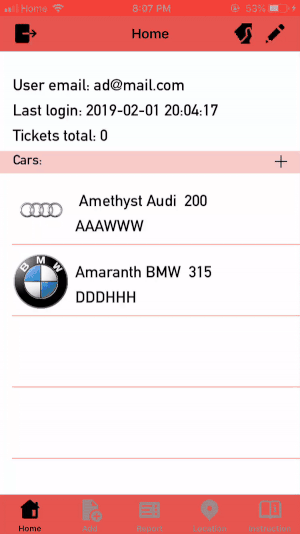 Home 8:07 PM 53%
Home
User email: ad@mail.com
Last login: 2019-02-01 20:04:17
Tickets total: 0
Cars: +
Amethyst Audi 200
AAAWWW
BMW
Amaranth BMW 315
DDDHHH
Home Add Report Location Instruction